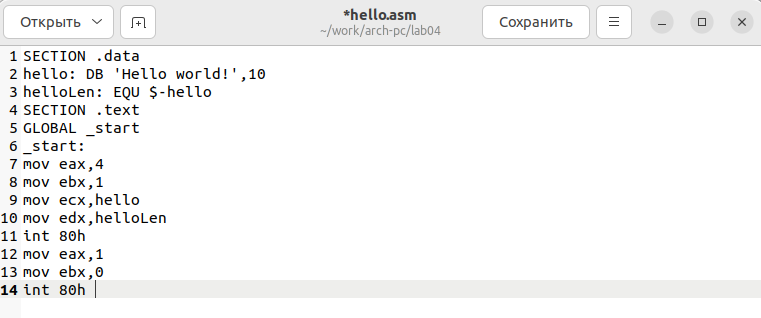 Открыть
*hello.asm
~/work/arch-pc/lab04
Сохранить
1 SECTION .data
2 hello: DB 'Hello world!',10
3 helloLen: EQU $-hello
4 SECTION .text
5 GLOBAL _start
6 _start:
7 mov eax,4
8 mov ebx,1
9 mov ecx,hello
10 mov edx,helloLen
11 int 80h
12 mov eax,1
13 mov ebx,0
14 int 80h